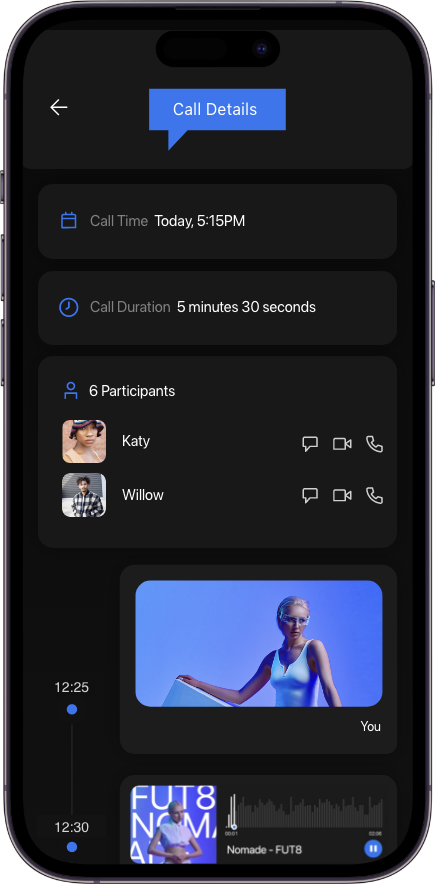 Call Details
Call Time Today, 5:15PM
Call Duration 5 minutes 30 seconds
6 Participants
Katy
Willow
12:25
You
12:30
FUT8
NOMA
00:01 02:08
Nomade - FUT8